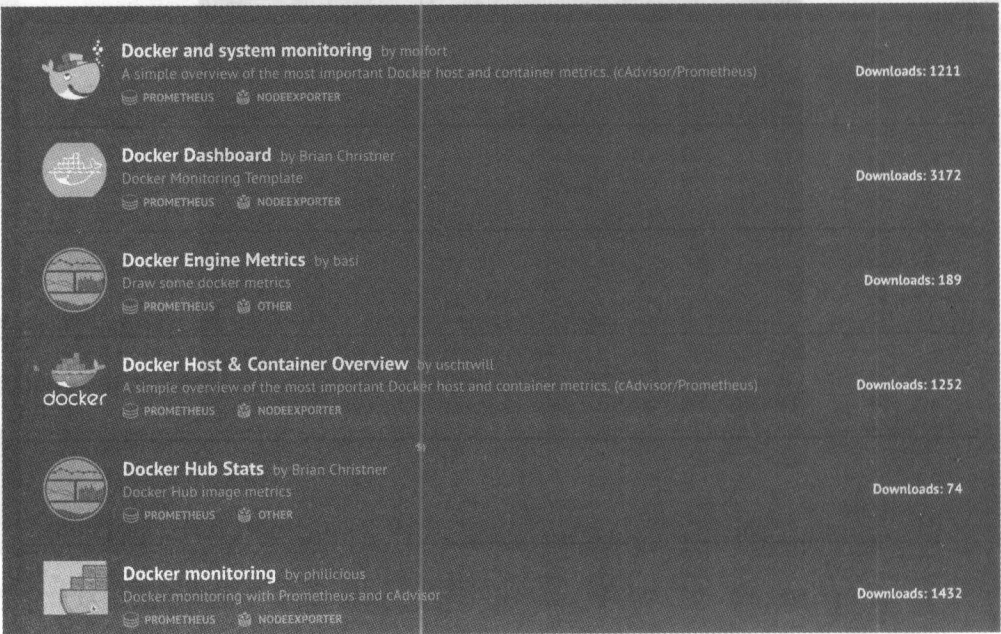 Docker and system monitoring by moifort
A simple overview of the most important Docker host and container metrics. (cAdvisor/Prometheus)
Downloads: 1211
PROMETHEUS NODEEXPORTER
Docker Dashboard by Brian Christner
Docker Monitoring Template
Downloads: 3172
PROMETHEUS NODEEXPORTER
Docker Engine Metrics by basi
Draw some docker metrics
Downloads: 189
PROMETHEUS OTHER
Docker Host & Container Overview by uschtwill
A simple overview of the most important Docker host and container metrics. (cAdvisor/Prometheus)
Downloads: 1252
docker
PROMETHEUS NODEEXPORTER
Docker Hub Stats by Brian Christner
Docker Hub image metrics
Downloads: 74
PROMETHEUS OTHER
Docker monitoring by philicious
Docker monitoring with Prometheus and cAdvisor
Downloads: 1432
PROMETHEUS NODEEXPORTER